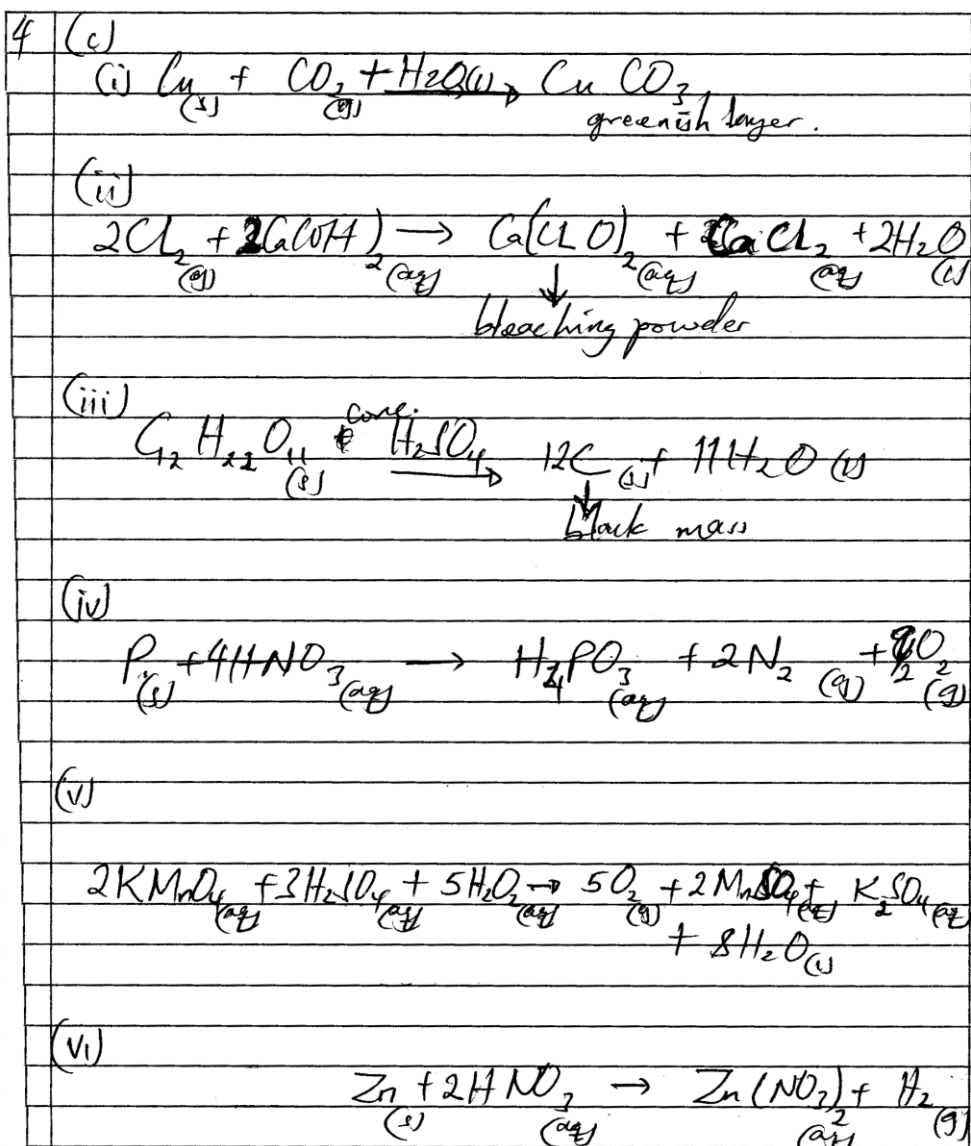 4 (c)
(i) Cu(s) + CO2(g) + H2O(l) → CuCO3
greenish layer.
(ii)
2Cl2(g) + 2Ca(OH)2(aq) → Ca(ClO)2(aq) + CaCl2(aq) + 2H2O(l)
↓
bleaching powder
(iii)
C12H22O11(s) conc. H2SO4 → 12C(s) + 11H2O(l)
↓
black mass
(iv)
P(s) + 4HNO3(aq) → PO3(aq) + 2N2(g) + O2(g)
(v)
2KMnO4(aq) + 3H2SO4(aq) + 5H2O2(aq) → 5O2(g) + 2MnSO4(aq) + K2SO4(aq)
+ 8H2O(l)
(vi)
Zn(s) + 2HNO3(aq) → Zn(NO3)2(aq) + H2(g)